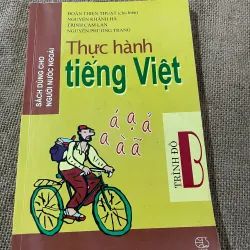 ĐOÀN THIỆN THUẬT (Chủ biên)
NGUYỄN KHÁNH HÀ
TRỊNH CẨM LAN
NGUYỄN PHƯƠNG TRANG
Thực hành
tiếng Việt
SÁCH DÙNG CHO
NGƯỜI NƯỚC NGOÀI
á ạ ả
a à ã
TRÌNH ĐỘ
B